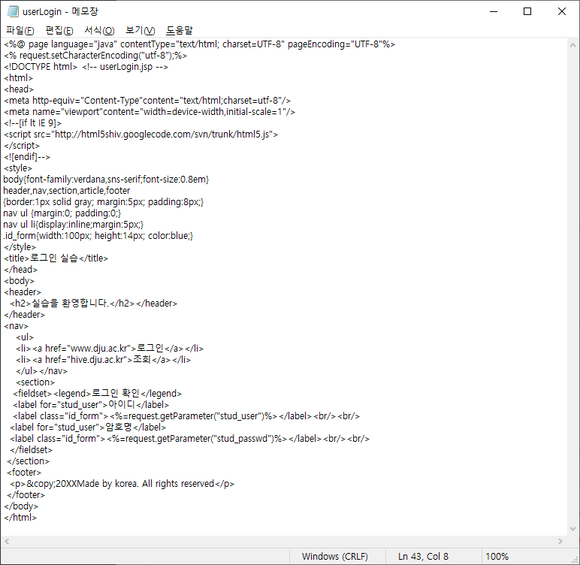 userLogin - 메모장
파일(F) 편집(E) 서식(O) 보기(V) 도움말
<%@ page language="java" contentType="text/html; charset=UTF-8" pageEncoding="UTF-8"%>
<% request.setCharacterEncoding("utf-8");%>
<!DOCTYPE html> <!-- userLogin.jsp -->
<html>
<head>
<meta http-equiv="Content-Type"content="text/html;charset=utf-8"/>
<meta name="viewport"content="width=device-width,initial-scale=1"/>
<!--[if lt IE 9]>
<script src="http://html5shiv.googlecode.com/svn/trunk/html5.js">
</script>
<![endif]-->
<style>
body{font-family:verdana,sns-serif;font-size:0.8em}
header,nav,section,article,footer
{border:1px solid gray; margin:5px; padding:8px;}
nav ul {margin:0; padding:0;}
nav ul li{display:inline;margin:5px;}
.id_form{width:100px; height:14px; color:blue;}
</style>
<title>로그인 실습</title>
</head>
<body>
<header>
<h2>실습을 환영합니다.</h2></header>
</header>
<nav>
<ul>
<li><a href="www.dju.ac.kr">로그인</a></li>
<li><a href="hive.dju.ac.kr">조회</a></li>
</ul></nav>
<section>
<fieldset><legend>로그인 확인</legend>
<label for="stud_user">아이디</label>
<label class="id_form"><%=request.getParameter("stud_user")%></label><br/><br/>
<label for="stud_user">암호명</label>
<label class="id_form"><%=request.getParameter("stud_passwd")%></label><br/><br/>
</fieldset>
</section>
<footer>
<p>&copy;20XXMade by korea. All rights reserved</p>
</footer>
</body>
</html>
Windows (CRLF) Ln 43, Col 8 100%